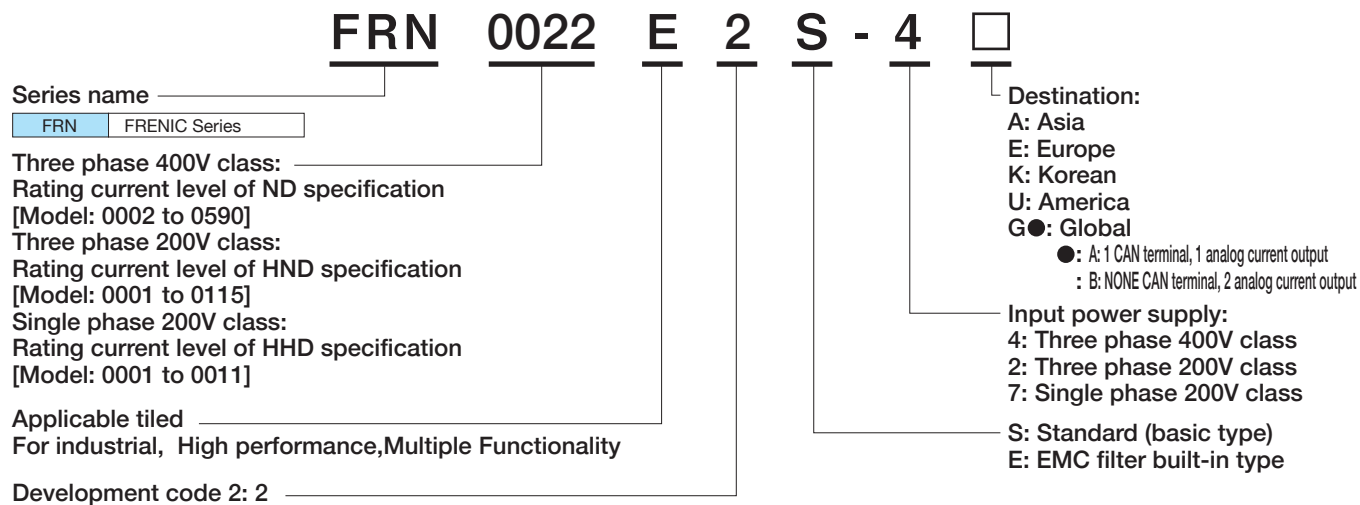 FRN 0022 E 2 S - 4 □
Series name
FRN FRENIC Series
Three phase 400V class:
Rating current level of ND specification
[Model: 0002 to 0590]
Three phase 200V class:
Rating current level of HND specification
[Model: 0001 to 0115]
Single phase 200V class:
Rating current level of HHD specification
[Model: 0001 to 0011]
Applicable tiled
For industrial, High performance,Multiple Functionality
Development code 2: 2
Destination:
A: Asia
E: Europe
K: Korean
U: America
G●: Global
●: A: 1 CAN terminal, 1 analog current output
: B: NONE CAN terminal, 2 analog current output
Input power supply:
4: Three phase 400V class
2: Three phase 200V class
7: Single phase 200V class
S: Standard (basic type)
E: EMC filter built-in type